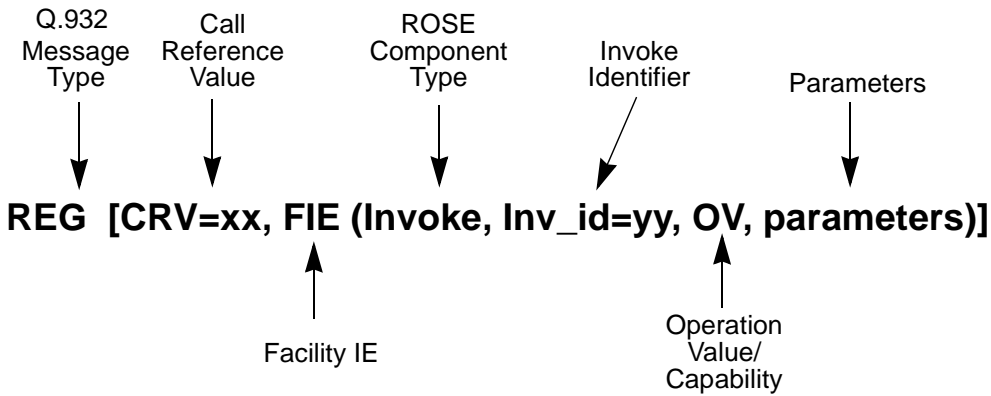 Q.932
Message
Type
Call
Reference
Value
ROSE
Component
Type
Invoke
Identifier
Parameters
REG [CRV=xx, FIE (Invoke, Inv_id=yy, OV, parameters)]
Facility IE
Operation
Value/
Capability